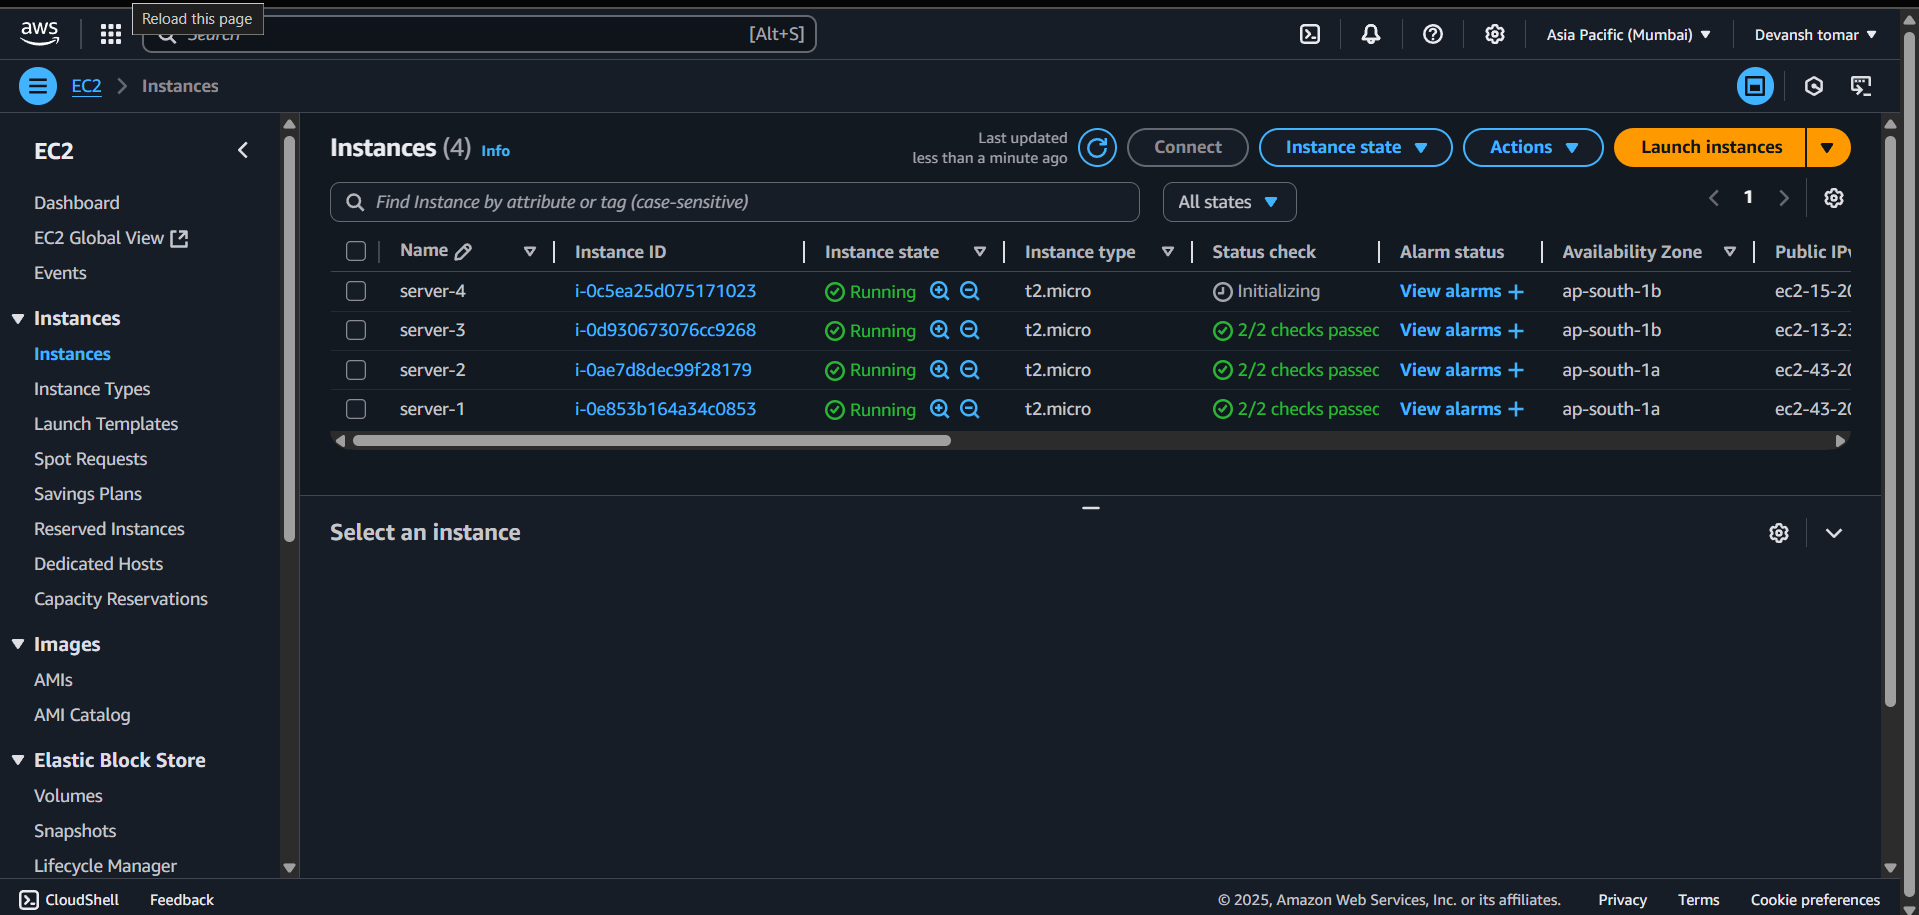 Reload this page
aws
Search [Alt+S]
Asia Pacific (Mumbai)
Devansh tomar
EC2 Instances
EC2
Dashboard
EC2 Global View
Events
Instances
Instances
Instance Types
Launch Templates
Spot Requests
Savings Plans
Reserved Instances
Dedicated Hosts
Capacity Reservations
Images
AMIs
AMI Catalog
Elastic Block Store
Volumes
Snapshots
Lifecycle Manager
Instances (4) Info
Last updated
less than a minute ago
Connect
Instance state
Actions
Launch instances
Find Instance by attribute or tag (case-sensitive)
All states
1
Name Instance ID Instance state Instance type Status check Alarm status Availability Zone Public IPv
server-4 i-0c5ea25d075171023 Running t2.micro Initializing View alarms + ap-south-1b ec2-15-20
server-3 i-0d930673076cc9268 Running t2.micro 2/2 checks passec View alarms + ap-south-1b ec2-13-23
server-2 i-0ae7d8dec99f28179 Running t2.micro 2/2 checks passec View alarms + ap-south-1a ec2-43-20
server-1 i-0e853b164a34c0853 Running t2.micro 2/2 checks passec View alarms + ap-south-1a ec2-43-20
Select an instance
CloudShell Feedback © 2025, Amazon Web Services, Inc. or its affiliates. Privacy Terms Cookie preferences